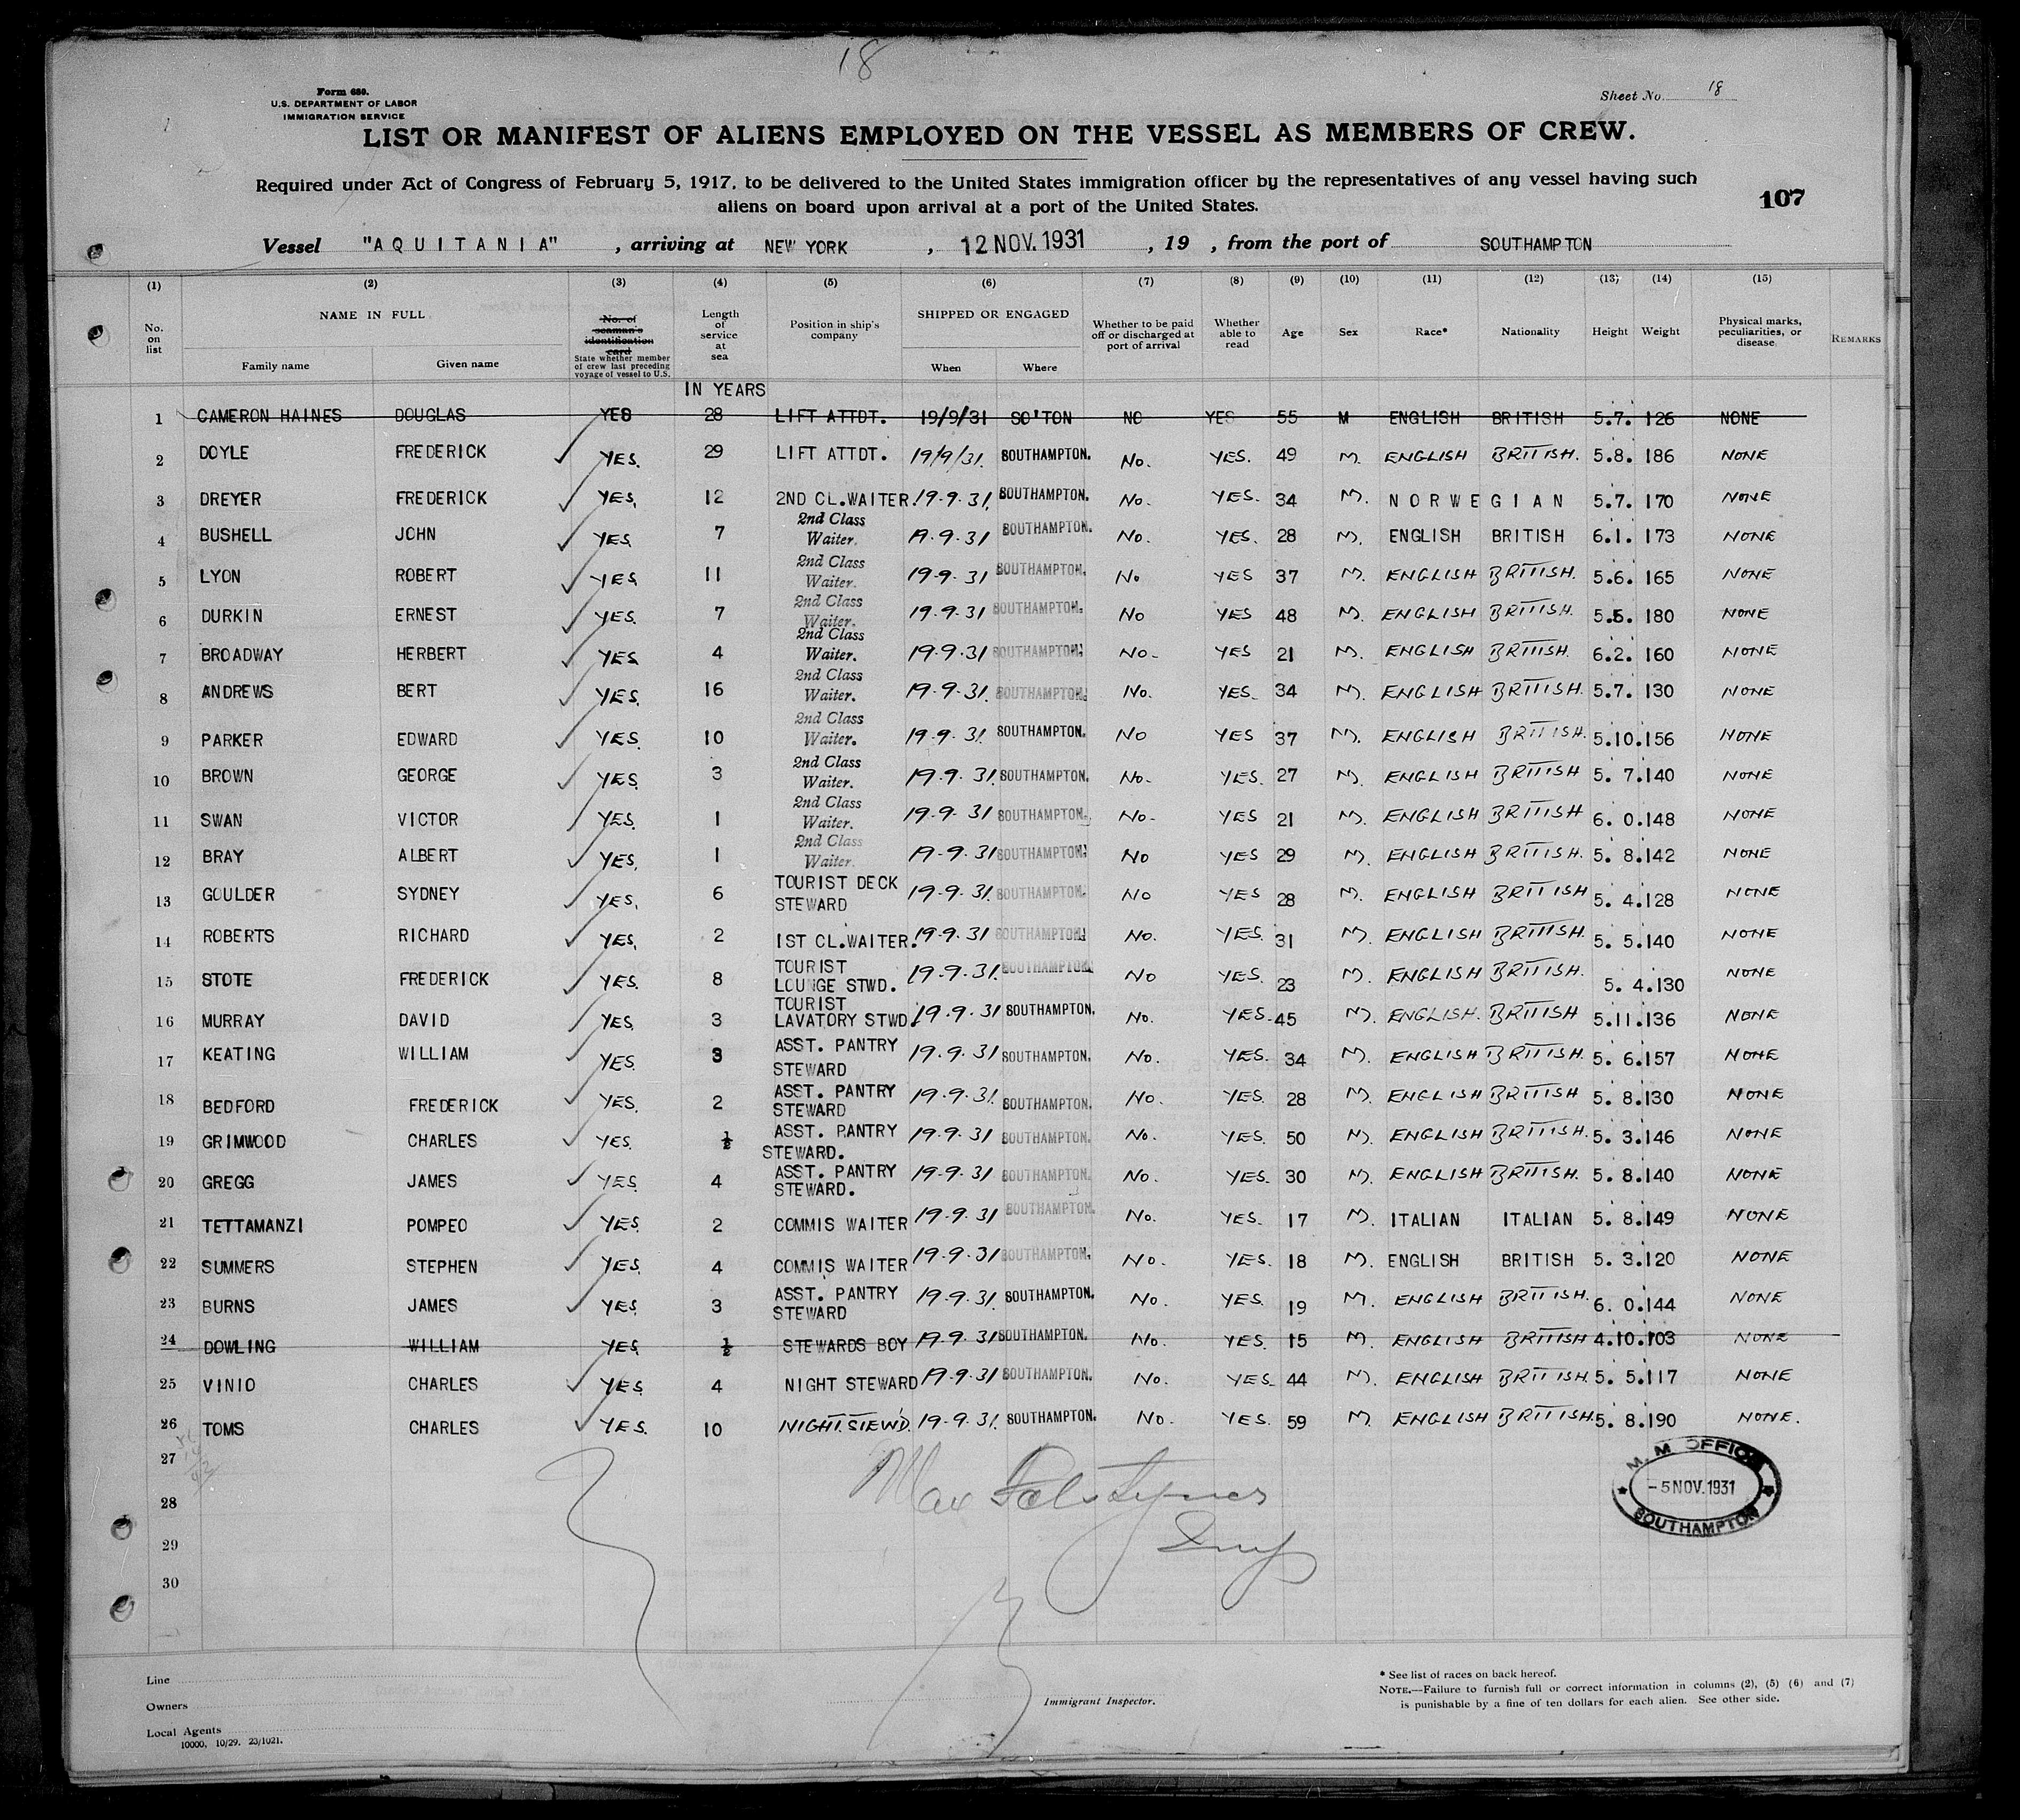 18
Form 680.
U.S. DEPARTMENT OF LABOR
IMMIGRATION SERVICE
Sheet No. 18
LIST OR MANIFEST OF ALIENS EMPLOYED ON THE VESSEL AS MEMBERS OF CREW.
Required under Act of Congress of February 5, 1917, to be delivered to the United States immigration officer by the representatives of any vessel having such
aliens on board upon arrival at a port of the United States.
107
Vessel "AQUITANIA" , arriving at NEW YORK , 12 NOV. 1931 , 19 , from the port of SOUTHAMPTON
(1) (2) (3) (4) (5) (6) (7) (8) (9) (10) (11) (12) (13) (14) (15)
No. on list
NAME IN FULL
Family name Given name
No. of seaman's identification card
State whether member of crew last preceding voyage of vessel to U.S.
Length of service at sea
Position in ship's company
SHIPPED OR ENGAGED
When Where
Whether to be paid off or discharged at port of arrival
Whether able to read
Age Sex Race* Nationality Height Weight
Physical marks, peculiarities, or disease.
REMARKS
IN YEARS
1 CAMERON HAINES DOUGLAS YES 28 LIFT ATTDT. 19/9/31 SO'TON NO YES 55 M ENGLISH BRITISH 5.7. 126 NONE
2 DOYLE FREDERICK YES. 29 LIFT ATTDT. 19/9/31. SOUTHAMPTON. No. YES. 49 M. ENGLISH BRITISH. 5.8. 186 NONE
3 DREYER FREDERICK YES. 12 2ND CL.WAITER. 19-9-31. SOUTHAMPTON. No. YES. 34 M. NORWEGIAN 5.7. 170 NONE
4 BUSHELL JOHN YES. 7 2nd Class Waiter. 19.9.31 SOUTHAMPTON. No. YES. 28 M. ENGLISH BRITISH 6.1. 173 NONE
5 LYON ROBERT YES. 11 2nd Class Waiter. 19-9-31 SOUTHAMPTON. No YES 37 M. ENGLISH BRITISH. 5.6. 165 NONE
6 DURKIN ERNEST YES. 7 2nd Class Waiter. 19.9.31 SOUTHAMPTON. No YES 48 M. ENGLISH BRITISH. 5.5. 180 NONE
7 BROADWAY HERBERT YES. 4 2nd Class Waiter. 19.9.31 SOUTHAMPTON. No- YES 21 M. ENGLISH BRITISH. 6.2. 160 NONE
8 ANDREWS BERT YES. 16 2nd Class Waiter. 19-9-31. SOUTHAMPTON. No. YES. 34 M. ENGLISH BRITISH. 5.7. 130 NONE
9 PARKER EDWARD YES. 10 2nd Class Waiter. 19-9-31. SOUTHAMPTON. No YES 37 M. ENGLISH BRITISH. 5.10.156 NONE
10 BROWN GEORGE YES. 3 2nd Class Waiter. 19.9.31. SOUTHAMPTON. No- YES. 27 M. ENGLISH BRITISH 5. 7.140 NONE
11 SWAN VICTOR YES. 1 2nd Class Waiter. 19.9.31 SOUTHAMPTON. No- YES 21 M. ENGLISH BRITISH 6. 0.148 NONE
12 BRAY ALBERT YES. 1 2nd Class Waiter. 19-9-31 SOUTHAMPTON. No YES 29 M. ENGLISH BRITISH. 5. 8.142 NONE
13 GOULDER SYDNEY YES. 6 TOURIST DECK STEWARD 19-9-31. SOUTHAMPTON. No YES 28 M. ENGLISH BRITISH 5. 4.128 NONE
14 ROBERTS RICHARD YES. 2 1ST CL.WAITER. 19-9-31 SOUTHAMPTON. No. YES. 31 M. ENGLISH BRITISH. 5. 5.140 NONE
15 STOTE FREDERICK YES. 8 TOURIST LOUNGE STWD. 19-9-31. SOUTHAMPTON. No YES. 23 M. ENGLISH BRITISH. 5. 4.130 NONE
16 MURRAY DAVID YES. 3 TOURIST LAVATORY STWD. 19-9-31 SOUTHAMPTON. No. YES. 45 M. ENGLISH. BRITISH 5.11.136 NONE
17 KEATING WILLIAM YES. 3 ASST. PANTRY STEWARD 19.9.31 SOUTHAMPTON. No. YES. 34 M. ENGLISH BRITISH. 5. 6.157 NONE
18 BEDFORD FREDERICK YES. 2 ASST. PANTRY STEWARD 19-9-31. SOUTHAMPTON. No. YES. 28 M. ENGLISH BRITISH 5. 8.130 NONE
19 GRIMWOOD CHARLES YES. ½ ASST. PANTRY STEWARD. 19.9.31 SOUTHAMPTON. No. YES. 50 M. ENGLISH BRITISH. 5. 3.146 NONE
20 GREGG JAMES YES. 4 ASST. PANTRY STEWARD. 19-9-31 SOUTHAMPTON. No. YES. 30 M. ENGLISH BRITISH. 5. 8.140 NONE
21 TETTAMANZI POMPEO YES. 2 COMMIS WAITER 19-9-31 SOUTHAMPTON. No. YES. 17 M. ITALIAN ITALIAN 5. 8.149 NONE
22 SUMMERS STEPHEN YES. 4 COMMIS WAITER 19-9-31 SOUTHAMPTON. No. YES. 18 M. ENGLISH BRITISH 5. 3.120 NONE
23 BURNS JAMES YES. 3 ASST. PANTRY STEWARD 19-9-31. SOUTHAMPTON. No. YES. 19 M. ENGLISH BRITISH. 6. 0.144 NONE
24 DOWLING WILLIAM YES. ½ STEWARDS BOY 19.9.31 SOUTHAMPTON. No. YES. 15 M. ENGLISH BRITISH 4.10.103 NONE
25 VINIO CHARLES YES. 4 NIGHT STEWARD 19.9.31 SOUTHAMPTON. No. YES. 44 M. ENGLISH BRITISH. 5. 5.117 NONE
26 TOMS CHARLES YES. 10 NIGHT.STEW'D. 19-9-31. SOUTHAMPTON. No. YES. 59 M. ENGLISH BRITISH. 5. 8.190 NONE.
27
28
29
30
M. M OFFICE
-5 NOV. 1931
SOUTHAMPTON
Line
Owners
Local Agents
10000, 10/29. 23/1021.
Immigrant Inspector.
* See list of races on back hereof.
NOTE.—Failure to furnish full or correct information in columns (2), (5) (6) and (7)
is punishable by a fine of ten dollars for each alien. See other side.